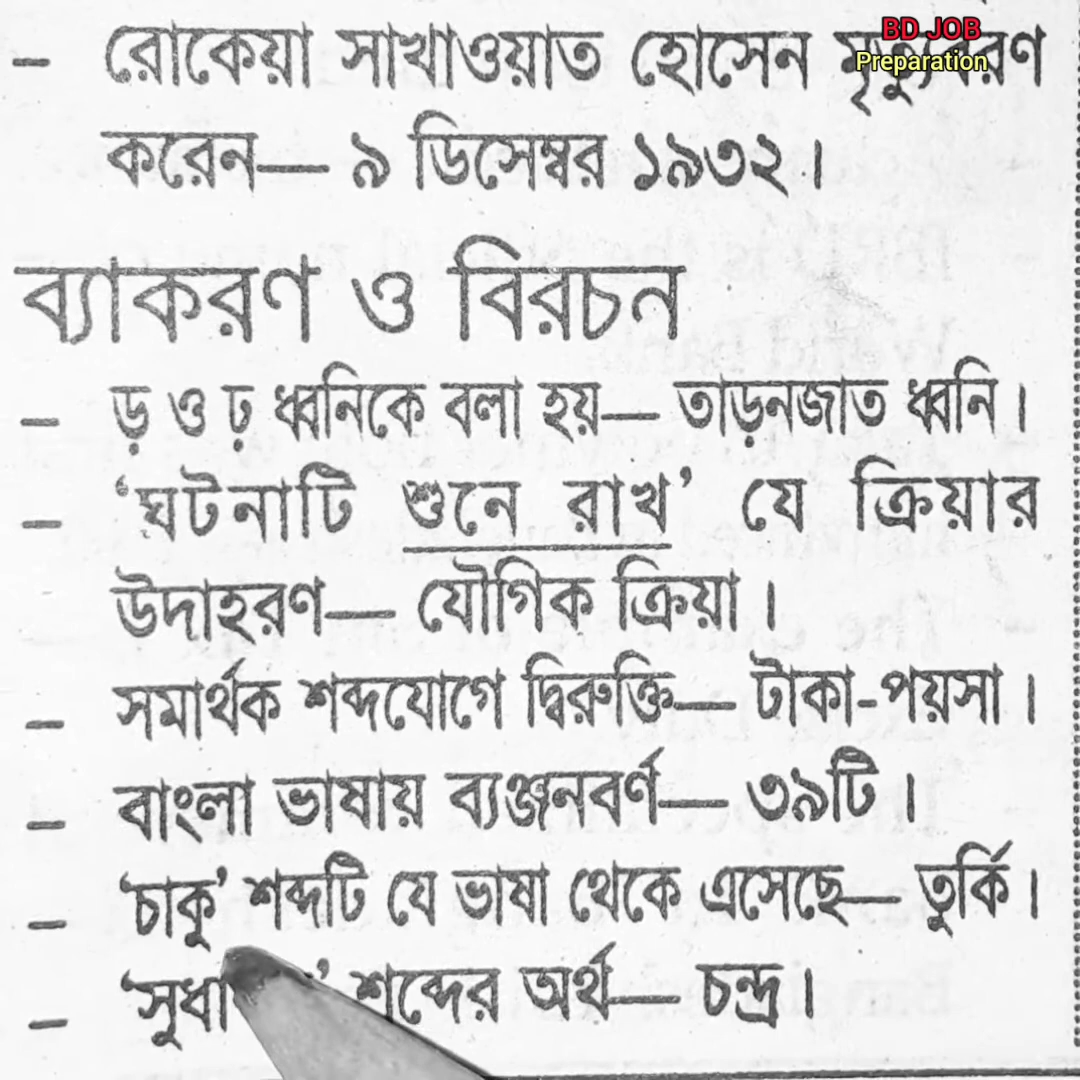 BD JOB
Preparation
– রোকেয়া সাখাওয়াত হোসেন মৃত্যুবরণ
করেন— ৯ ডিসেম্বর ১৯৩২।
ব্যাকরণ ও বিরচন
– ড় ও ঢ় ধ্বনিকে বলা হয়— তাড়নজাত ধ্বনি।
– ‘ঘটনাটি শুনে রাখ’ যে ক্রিয়ার
উদাহরণ— যৌগিক ক্রিয়া।
– সমার্থক শব্দযোগে দ্বিরুক্তি— টাকা-পয়সা।
– বাংলা ভাষায় ব্যঞ্জনবর্ণ— ৩৯টি।
– ‘চাকু’ শব্দটি যে ভাষা থেকে এসেছে— তুর্কি।
– শব্দের অর্থ— চন্দ্র।